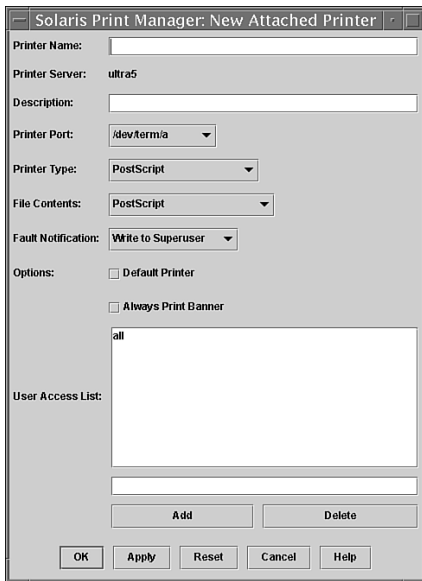 Solaris Print Manager: New Attached Printer
Printer Name:
Printer Server: ultra5
Description:
Printer Port: /dev/term/a
Printer Type: PostScript
File Contents: PostScript
Fault Notification: Write to Superuser
Options: Default Printer
Always Print Banner
all
User Access List:
Add Delete
OK Apply Reset Cancel Help